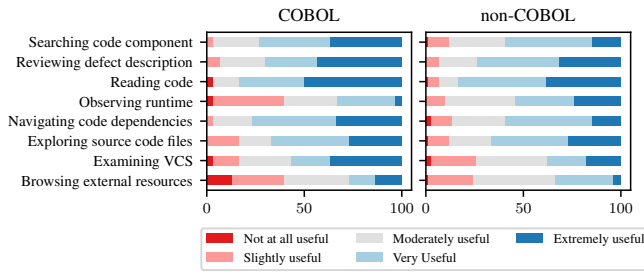 COBOL non-COBOL
Searching code component
Reviewing defect description
Reading code
Observing runtime
Navigating code dependencies
Exploring source code files
Examining VCS
Browsing external resources
0 100 0 50 100
Not at all useful Moderately useful Extremely useful
Slightly useful Very Useful